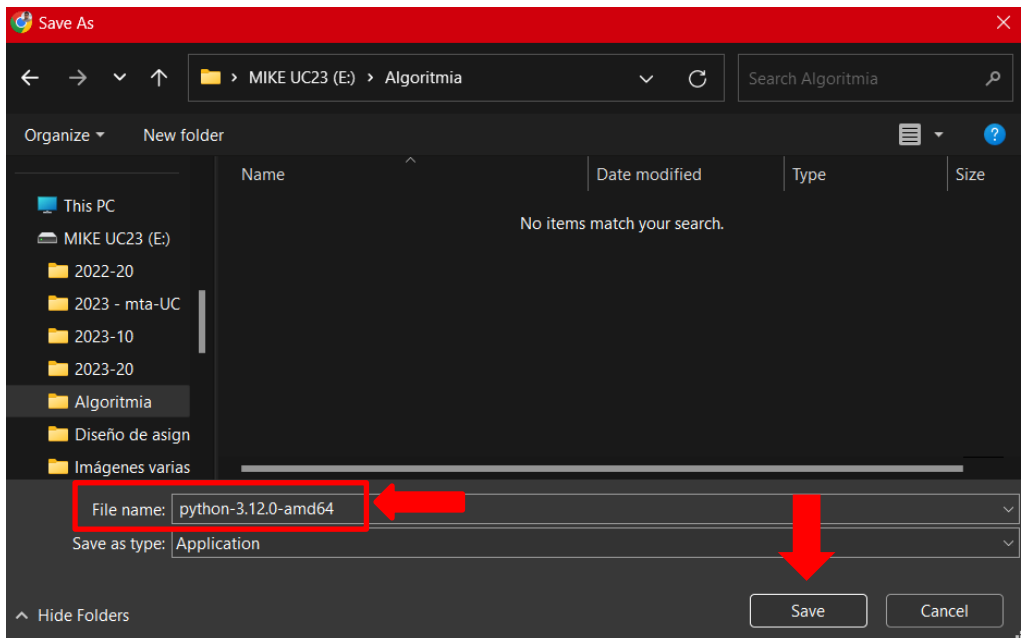 Save As
MIKE UC23 (E:) > Algoritmia
Search Algoritmia
Organize
New folder
Name
Date modified
Type
Size
No items match your search.
This PC
MIKE UC23 (E:)
2022-20
2023 - mta-UC
2023-10
2023-20
Algoritmia
Diseño de asign
Imágenes varias
File name: python-3.12.0-amd64
Save as type: Application
Hide Folders
Save
Cancel